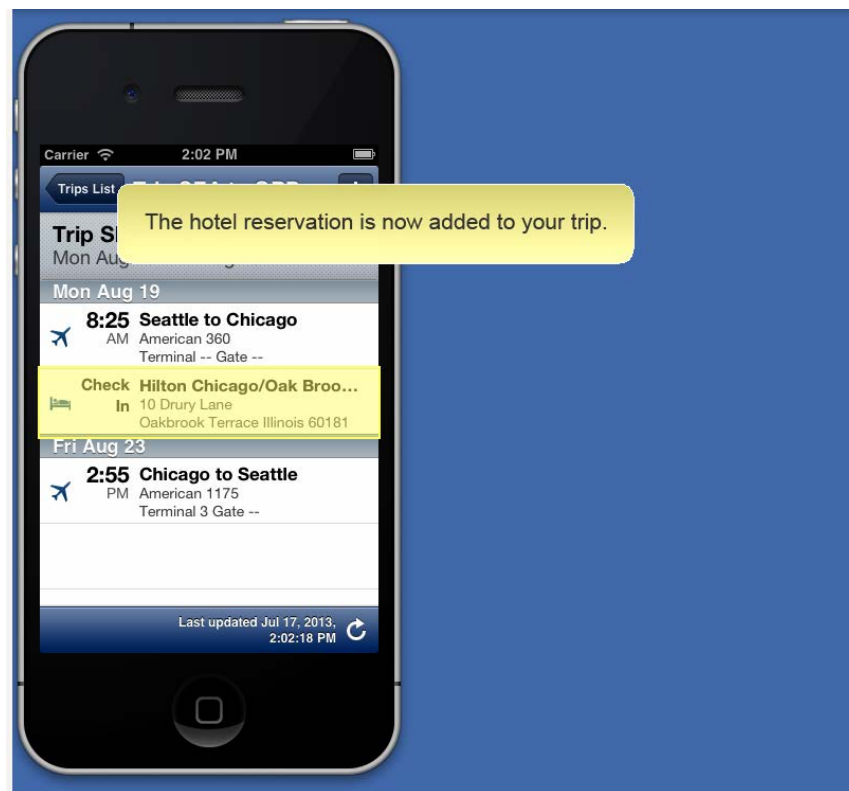 Carrier 2:02 PM
Trips List
The hotel reservation is now added to your trip.
Trip
Mon Aug
Mon Aug 19
8:25 Seattle to Chicago
AM American 360
Terminal -- Gate --
Check Hilton Chicago/Oak Broo...
In 10 Drury Lane
Oakbrook Terrace Illinois 60181
Fri Aug 23
2:55 Chicago to Seattle
PM American 1175
Terminal 3 Gate --
Last updated Jul 17, 2013,
2:02:18 PM